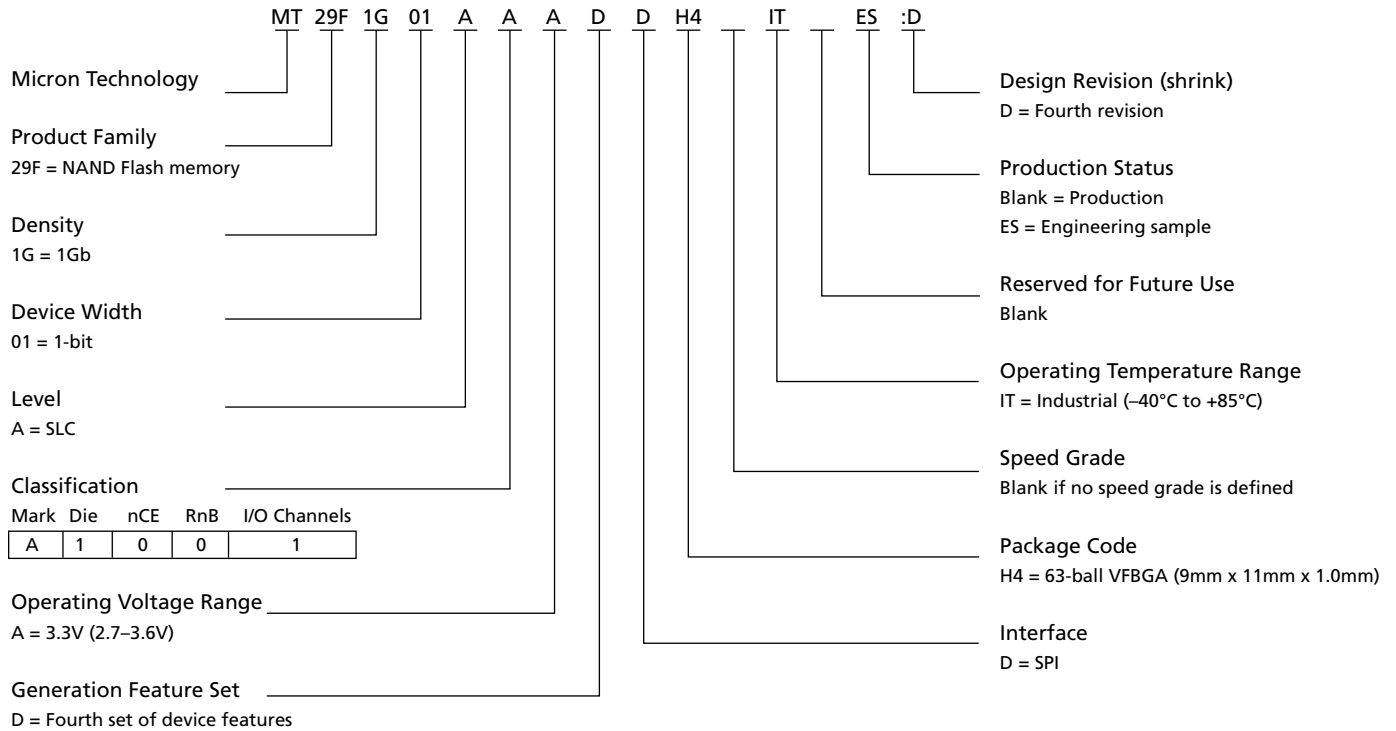 MT 29F 1G 01 A A A D D H4 IT ES :D
Micron Technology
Product Family
29F = NAND Flash memory
Density
1G = 1Gb
Device Width
01 = 1-bit
Level
A = SLC
Classification
Mark Die nCE RnB I/O Channels
A 1 0 0 1
Operating Voltage Range
A = 3.3V (2.7–3.6V)
Generation Feature Set
D = Fourth set of device features
Design Revision (shrink)
D = Fourth revision
Production Status
Blank = Production
ES = Engineering sample
Reserved for Future Use
Blank
Operating Temperature Range
IT = Industrial (–40°C to +85°C)
Speed Grade
Blank if no speed grade is defined
Package Code
H4 = 63-ball VFBGA (9mm x 11mm x 1.0mm)
Interface
D = SPI